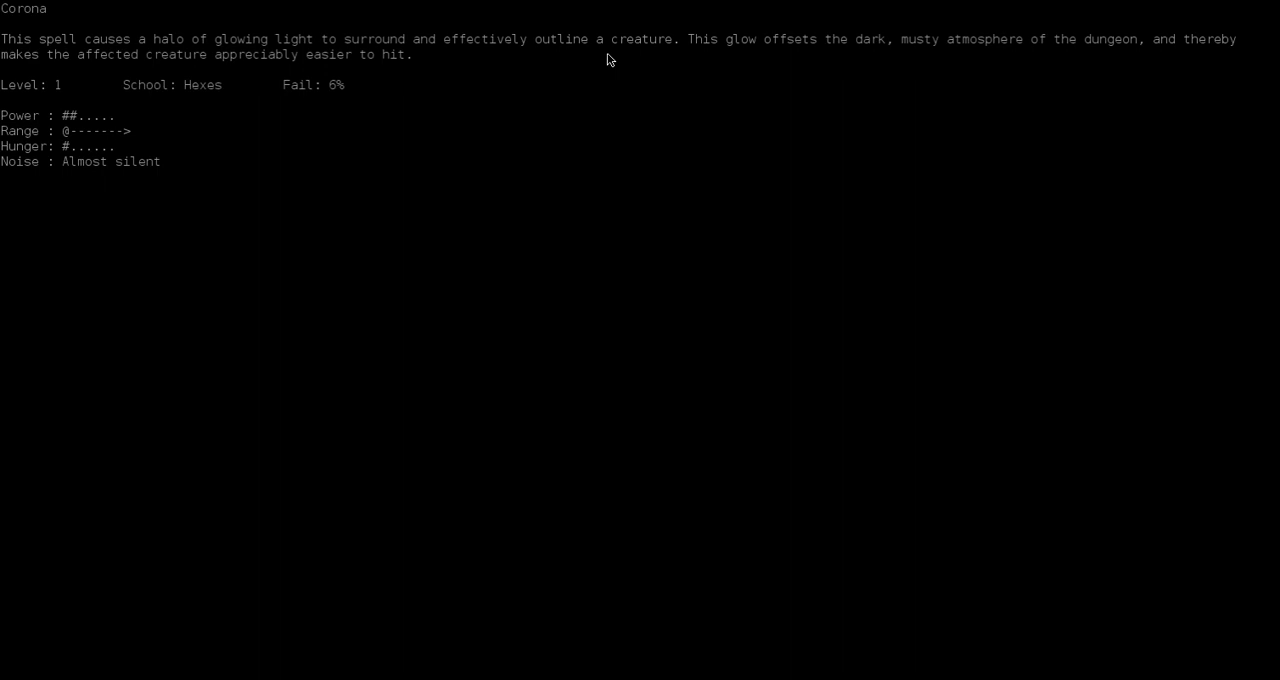 Corona
This spell causes a halo of glowing light to surround and effectively outline a creature. This glow offsets the dark, musty atmosphere of the dungeon, and thereby
makes the affected creature appreciably easier to hit.
Level: 1        School: Hexes        Fail: 6%
Power : ##.....
Range : @------->
Hunger: #......
Noise : Almost silent